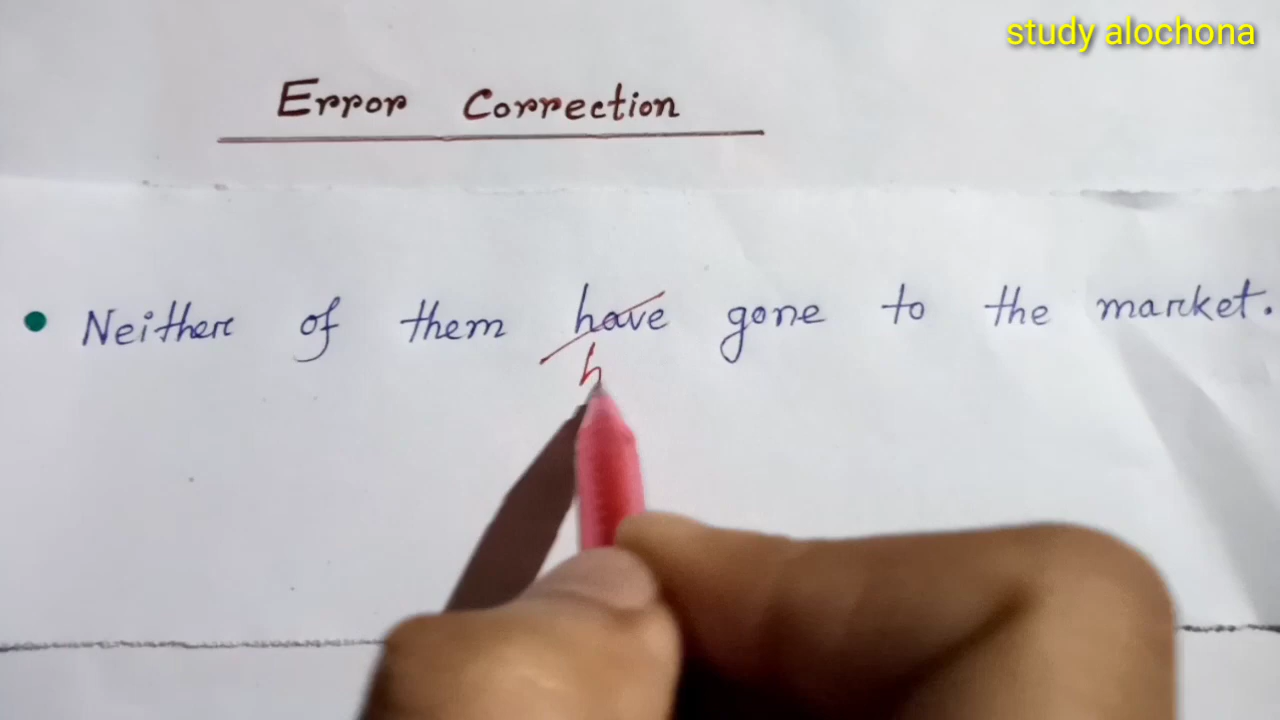 study alochona
Error Correction
• Neither of them have gone to the market.
h